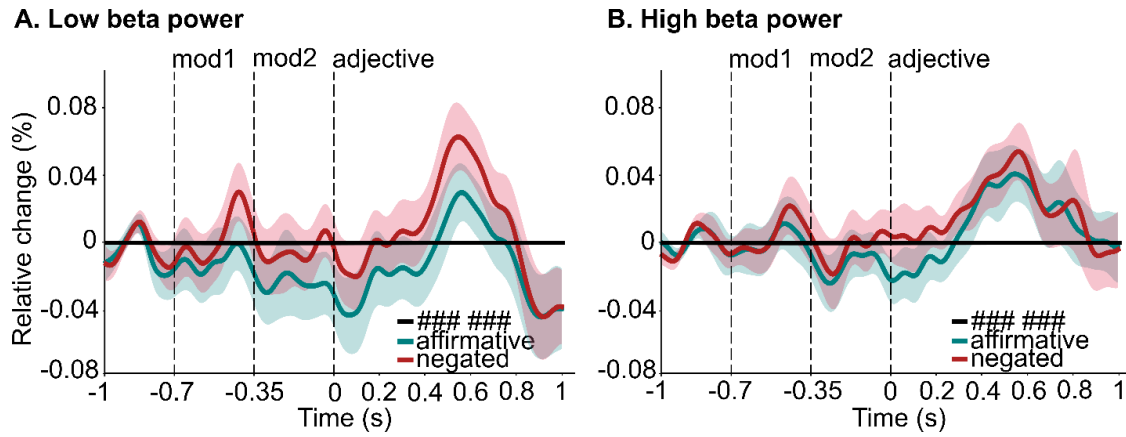 A. Low beta power
mod1 mod2 adjective
0.08
0.04
0
-0.04
-0.08
Relative change (%)
### ###
affirmative
negated
-1 -0.7 -0.35 0 0.2 0.4 0.6 0.8 1
Time (s)
B. High beta power
mod1 mod2 adjective
0.08
0.04
0
-0.04
-0.08
### ###
affirmative
negated
-1 -0.7 -0.35 0 0.2 0.4 0.6 0.8 1
Time (s)